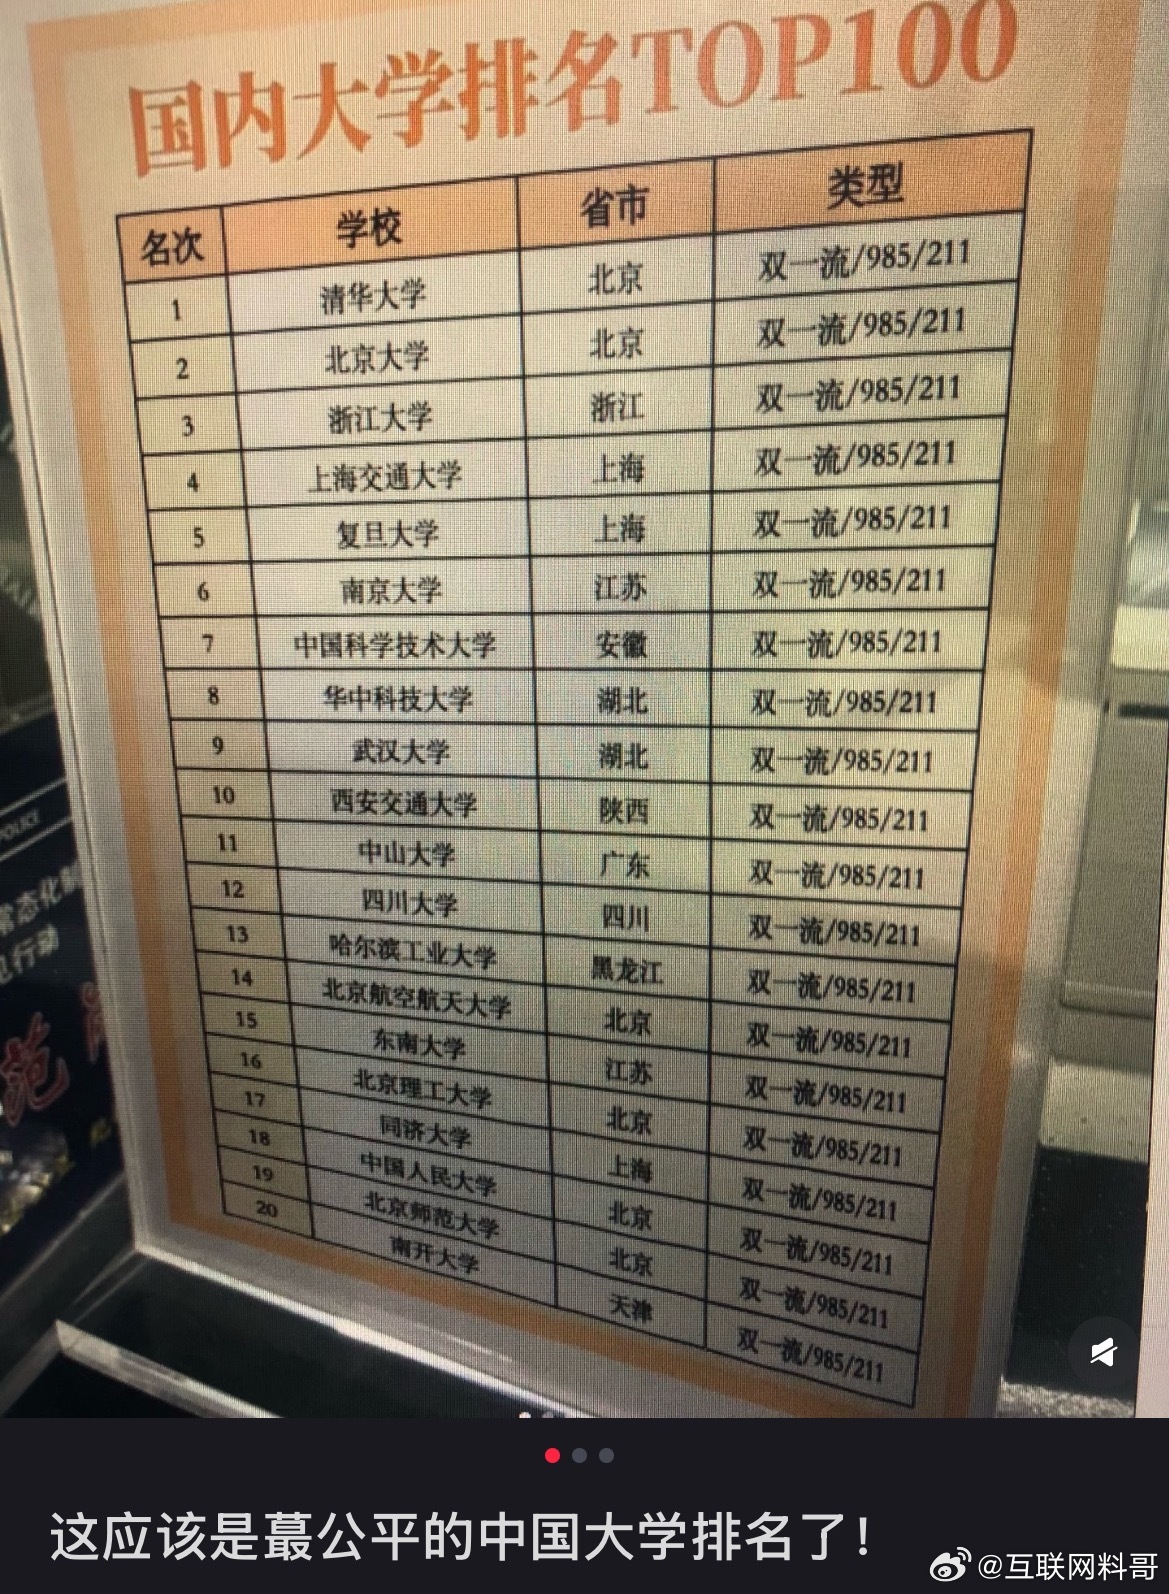 国内大学排名TOP100
名次 学校 省市 类型
1 清华大学 北京 双一流/985/211
2 北京大学 北京 双一流/985/211
3 浙江大学 浙江 双一流/985/211
4 上海交通大学 上海 双一流/985/211
5 复旦大学 上海 双一流/985/211
6 南京大学 江苏 双一流/985/211
7 中国科学技术大学 安徽 双一流/985/211
8 华中科技大学 湖北 双一流/985/211
9 武汉大学 湖北 双一流/985/211
10 西安交通大学 陕西 双一流/985/211
11 中山大学 广东 双一流/985/211
12 四川大学 四川 双一流/985/211
13 哈尔滨工业大学 黑龙江 双一流/985/211
14 北京航空航天大学 北京 双一流/985/211
15 东南大学 江苏 双一流/985/211
16 北京理工大学 北京 双一流/985/211
17 同济大学 上海 双一流/985/211
18 中国人民大学 北京 双一流/985/211
19 北京师范大学 北京 双一流/985/211
20 南开大学 天津 双一流/985/211
POLICE
常态化
行动
范
这应该是蕞公平的中国大学排名了！
@互联网料哥